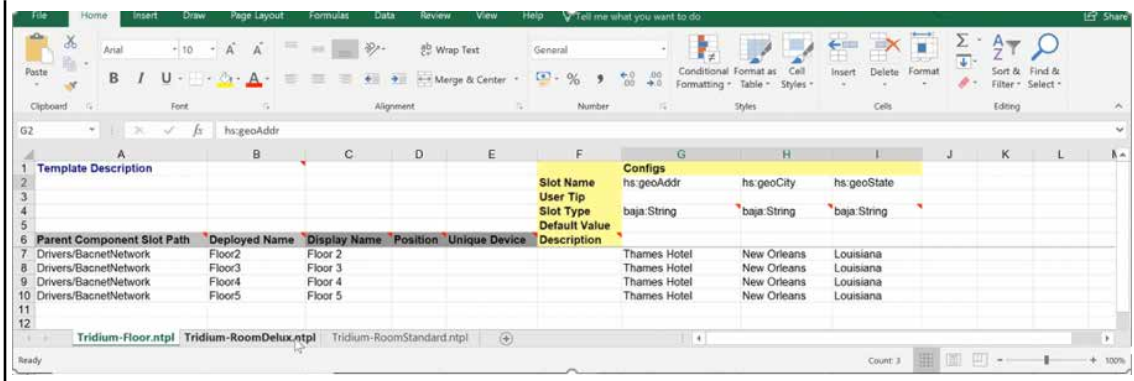 File Home Insert Draw Page Layout Formulas Data Review View Help Tell me what you want to do Share
Paste Arial 10 A A Wrap Text General Conditional Format as Cell Insert Delete Format Sort & Find &
B I U A Merge & Center % , Formatting Table Styles Filter Select
Clipboard Font Alignment Number Styles Cells Editing
G2 fx hs:geoAddr
A B C D E F G H I J K L
1 Template Description Configs
2 Slot Name hs:geoAddr hs:geoCity hs:geoState
3 User Tip
4 Slot Type baja:String baja:String baja:String
5 Default Value
6 Parent Component Slot Path Deployed Name Display Name Position Unique Device Description
7 Drivers/BacnetNetwork Floor2 Floor 2 Thames Hotel New Orleans Louisiana
8 Drivers/BacnetNetwork Floor3 Floor 3 Thames Hotel New Orleans Louisiana
9 Drivers/BacnetNetwork Floor4 Floor 4 Thames Hotel New Orleans Louisiana
10 Drivers/BacnetNetwork Floor5 Floor 5 Thames Hotel New Orleans Louisiana
11
12
Tridium-Floor.ntpl Tridium-RoomDelux.ntpl Tridium-RoomStandard.ntpl
Ready Count: 3 100%